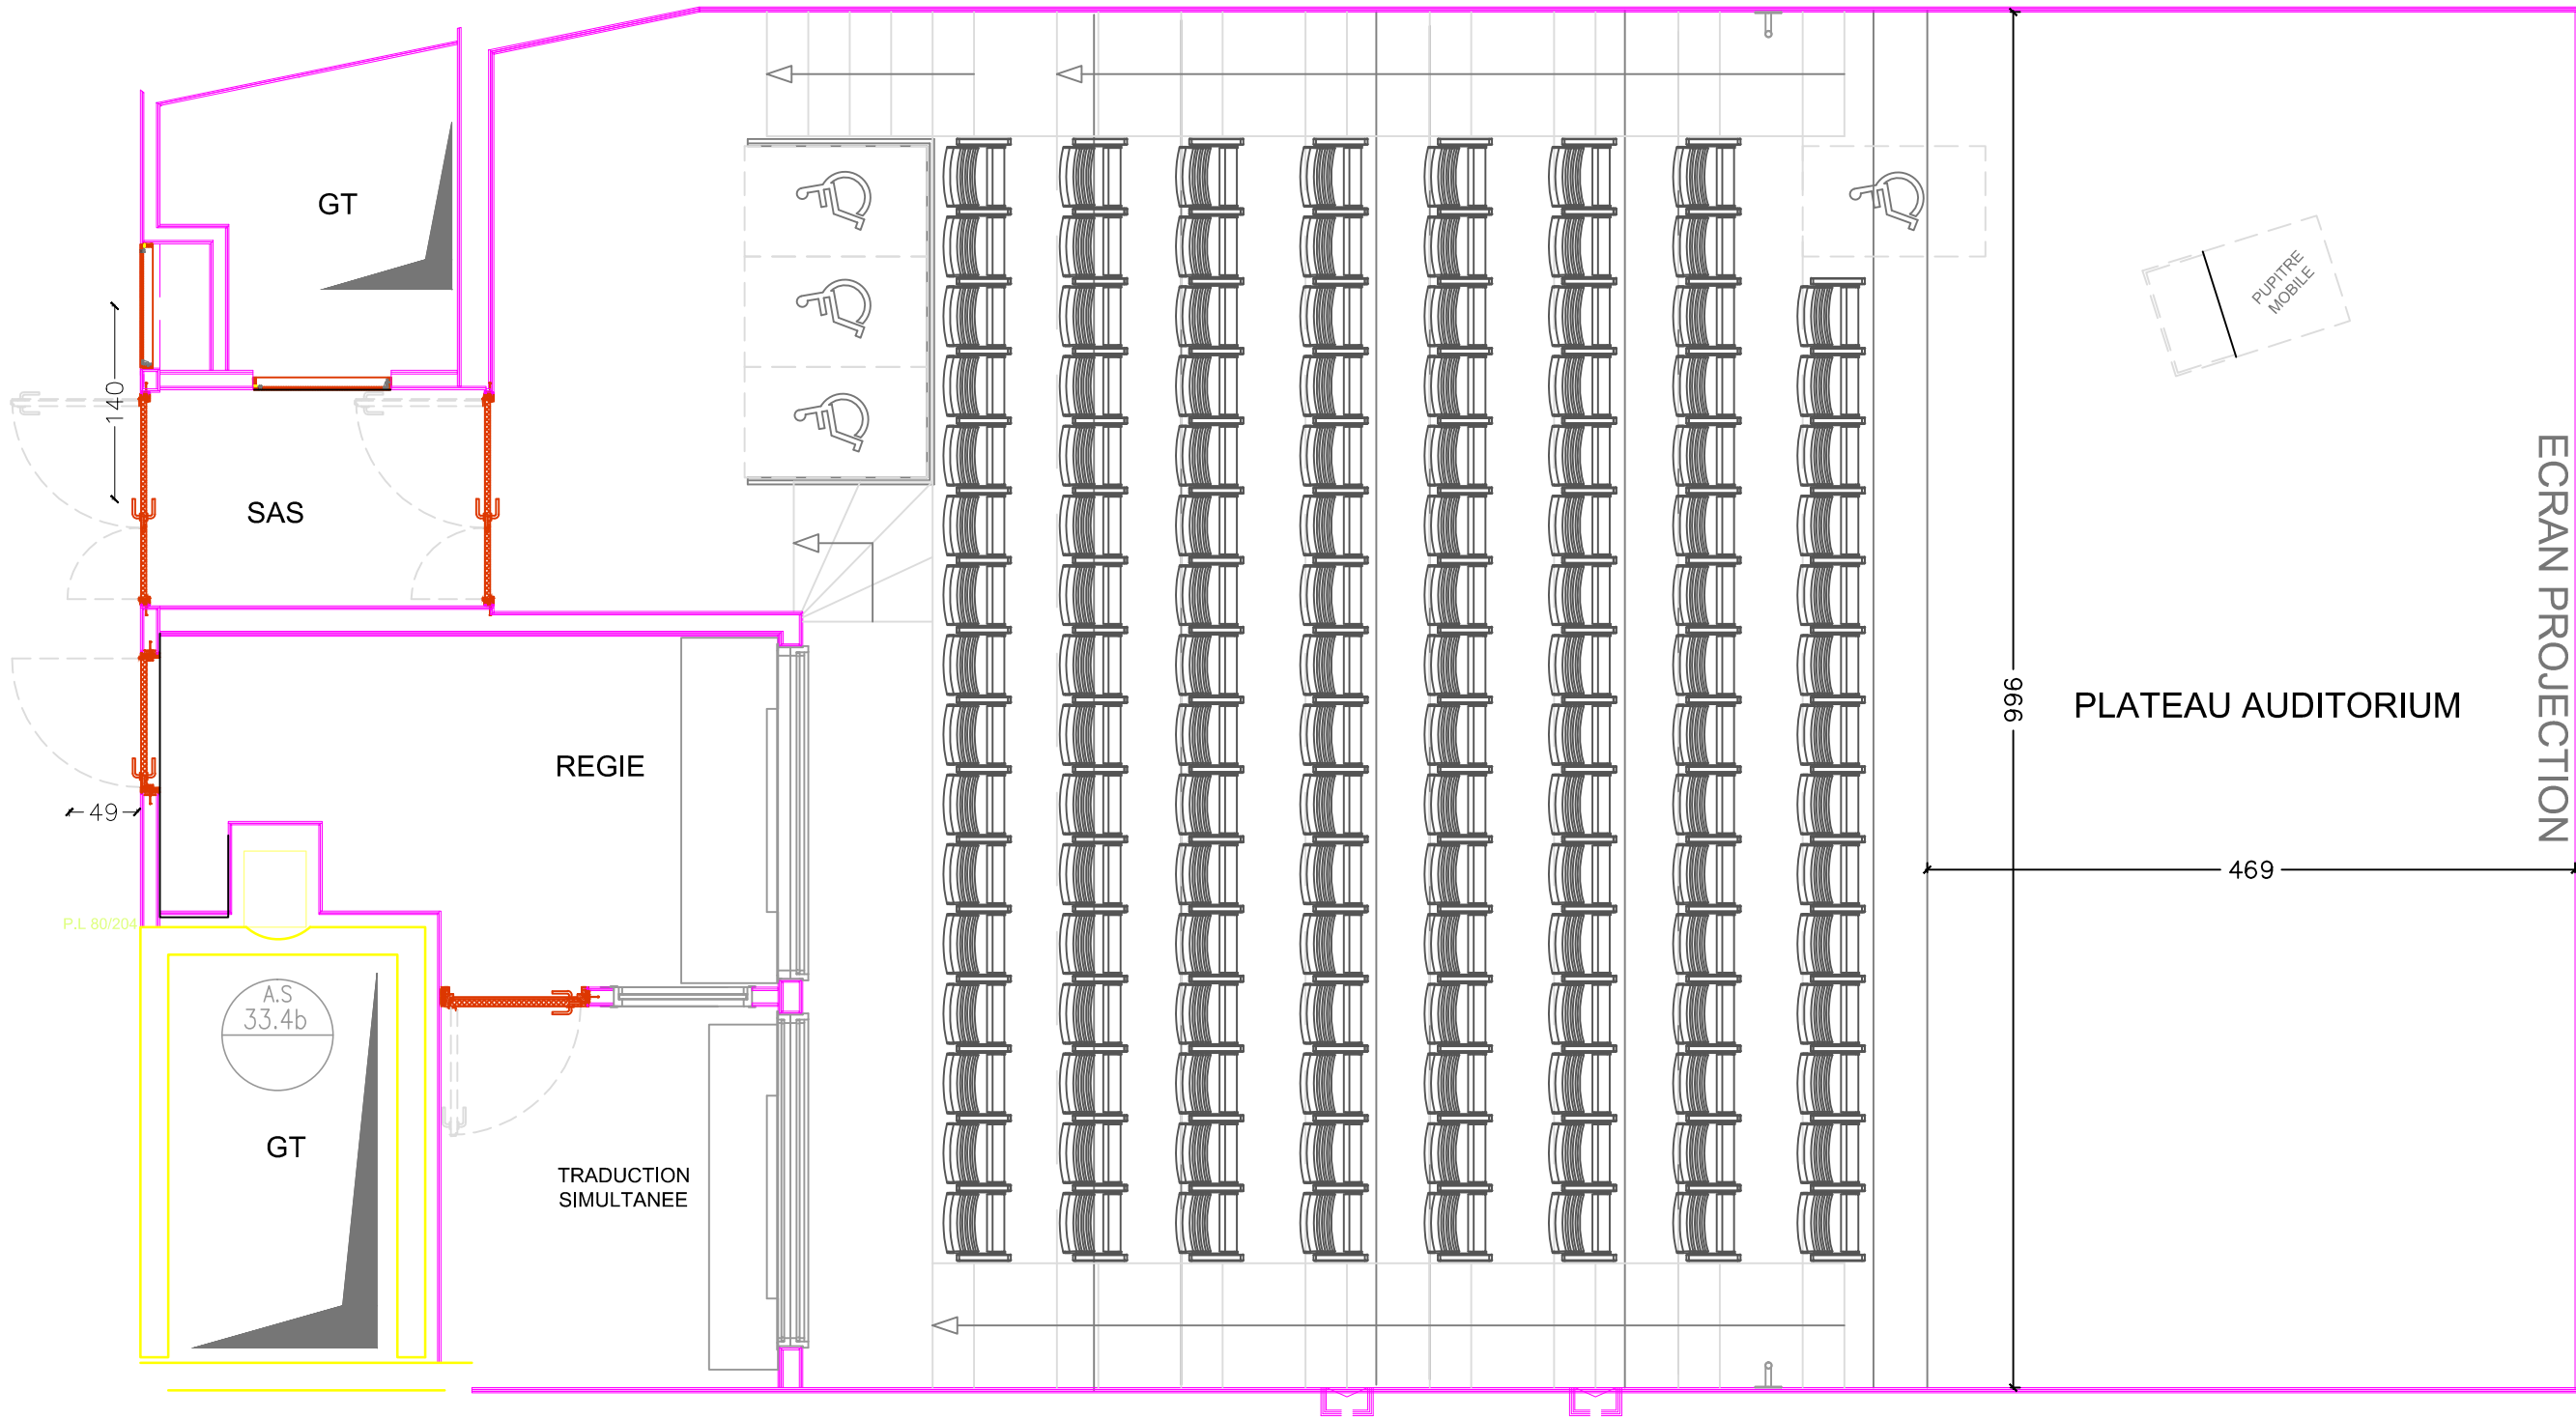 GT
140
SAS
PUPITRE
MOBILE
ECRAN PROJECTION
996
PLATEAU AUDITORIUM
REGIE
49
469
P.L 80/204
A.S
33.4b
GT
TRADUCTION
SIMULTANEE